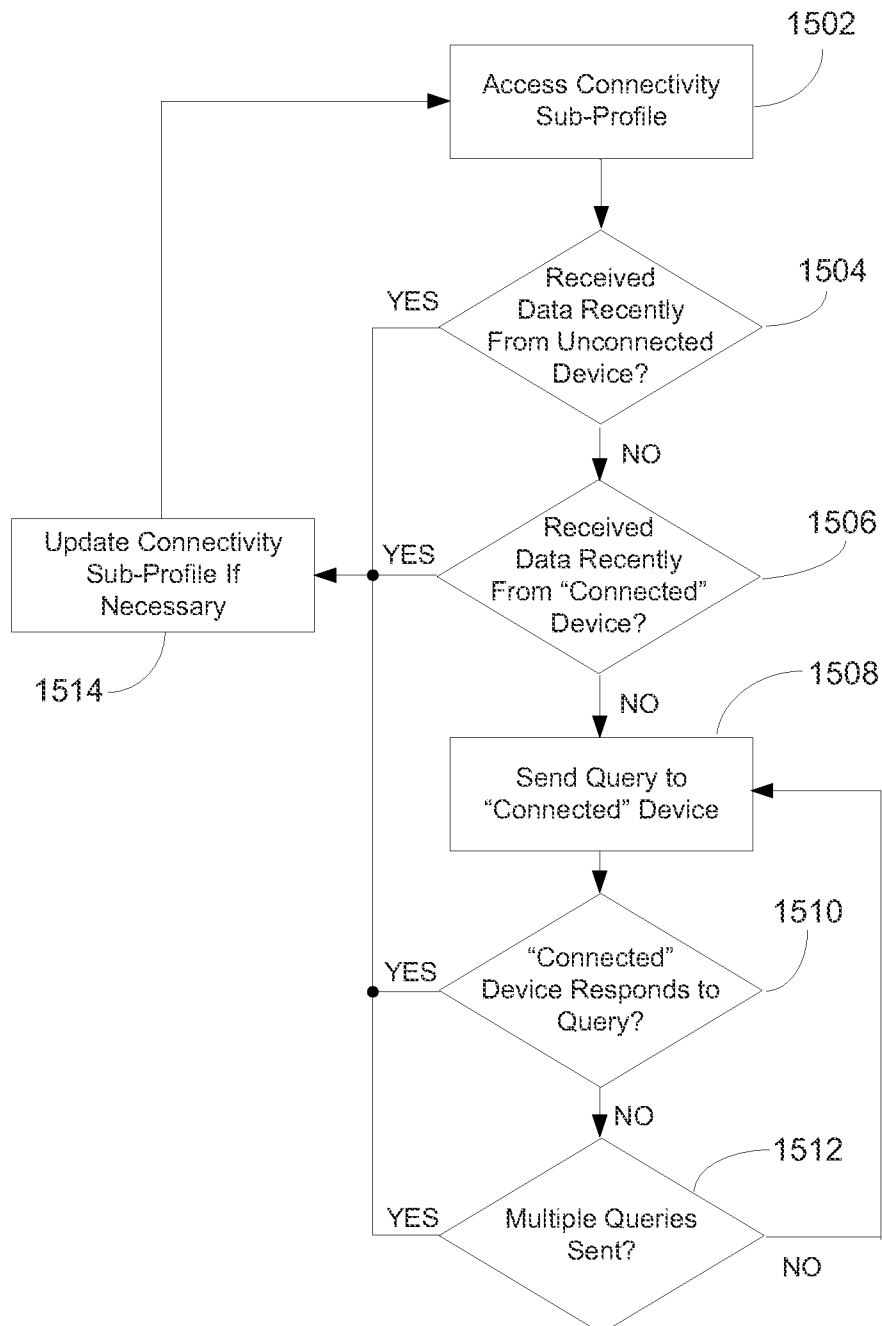 1502
Access Connectivity
Sub-Profile
1504
Received
Data Recently
From Unconnected
Device?
YES
NO
1506
Received
Data Recently
From “Connected”
Device?
YES
Update Connectivity
Sub-Profile If
Necessary
1514
NO
1508
Send Query to
“Connected” Device
1510
“Connected”
Device Responds to
Query?
YES
NO
1512
Multiple Queries
Sent?
YES
NO